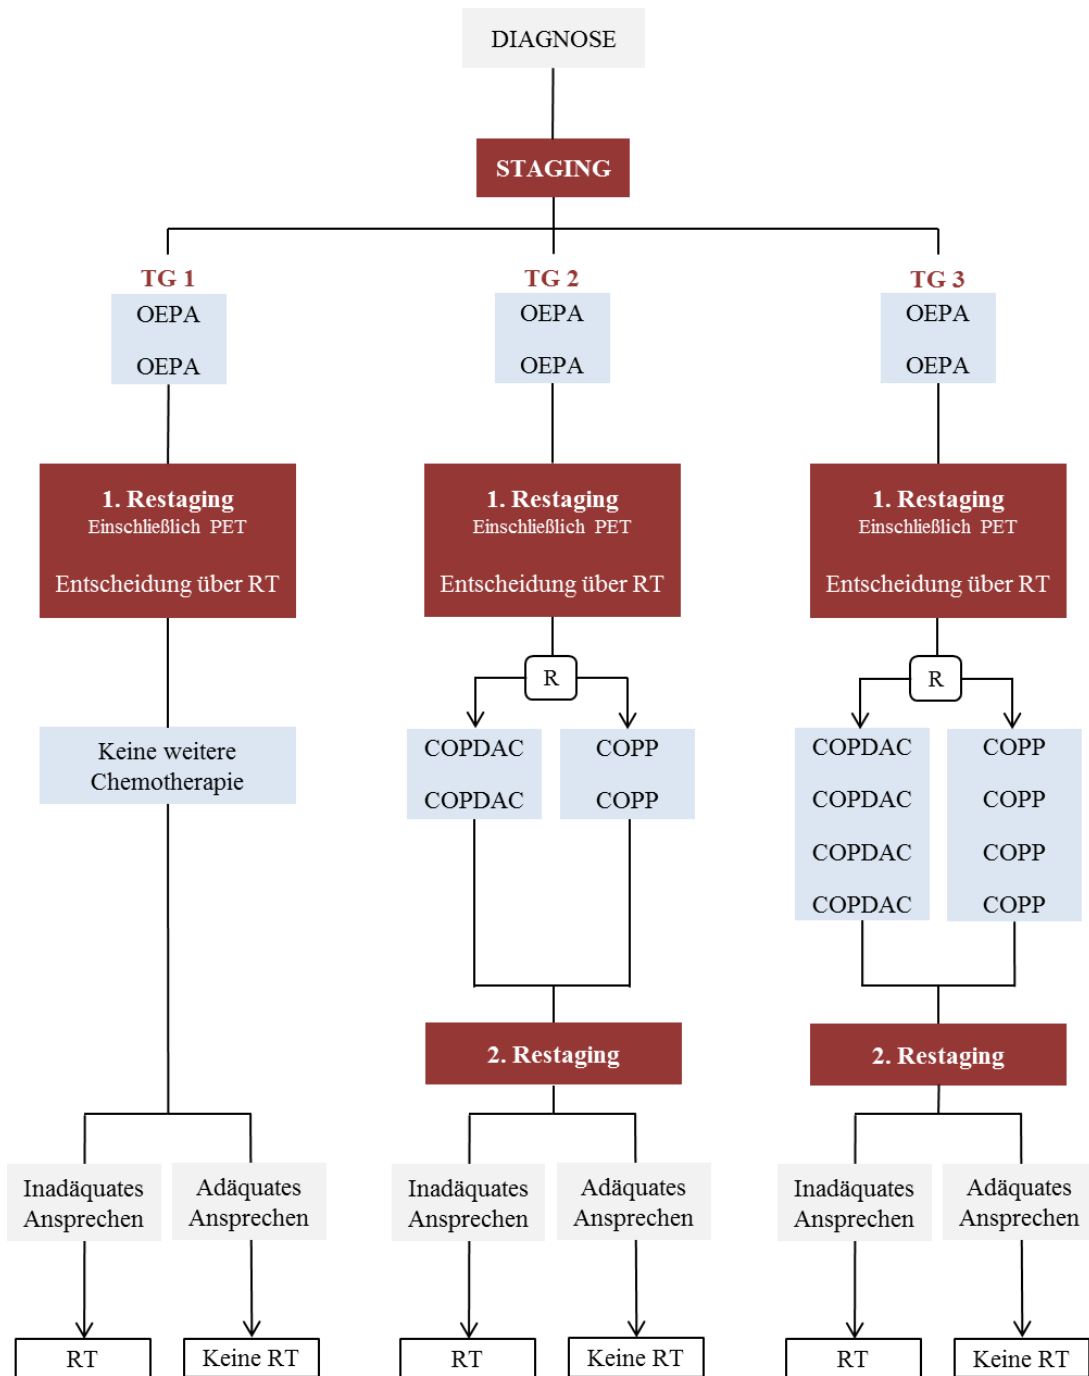 DIAGNOSE
STAGING
TG 1
OEPA
OEPA
1. Restaging
Einschließlich PET
Entscheidung über RT
Keine weitere
Chemotherapie
Inadäquates
Ansprechen
Adäquates
Ansprechen
RT
Keine RT
TG 2
OEPA
OEPA
1. Restaging
Einschließlich PET
Entscheidung über RT
R
COPDAC
COPDAC
COPP
COPP
2. Restaging
Inadäquates
Ansprechen
Adäquates
Ansprechen
RT
Keine RT
TG 3
OEPA
OEPA
1. Restaging
Einschließlich PET
Entscheidung über RT
R
COPDAC
COPDAC
COPDAC
COPDAC
COPP
COPP
COPP
COPP
2. Restaging
Inadäquates
Ansprechen
Adäquates
Ansprechen
RT
Keine RT